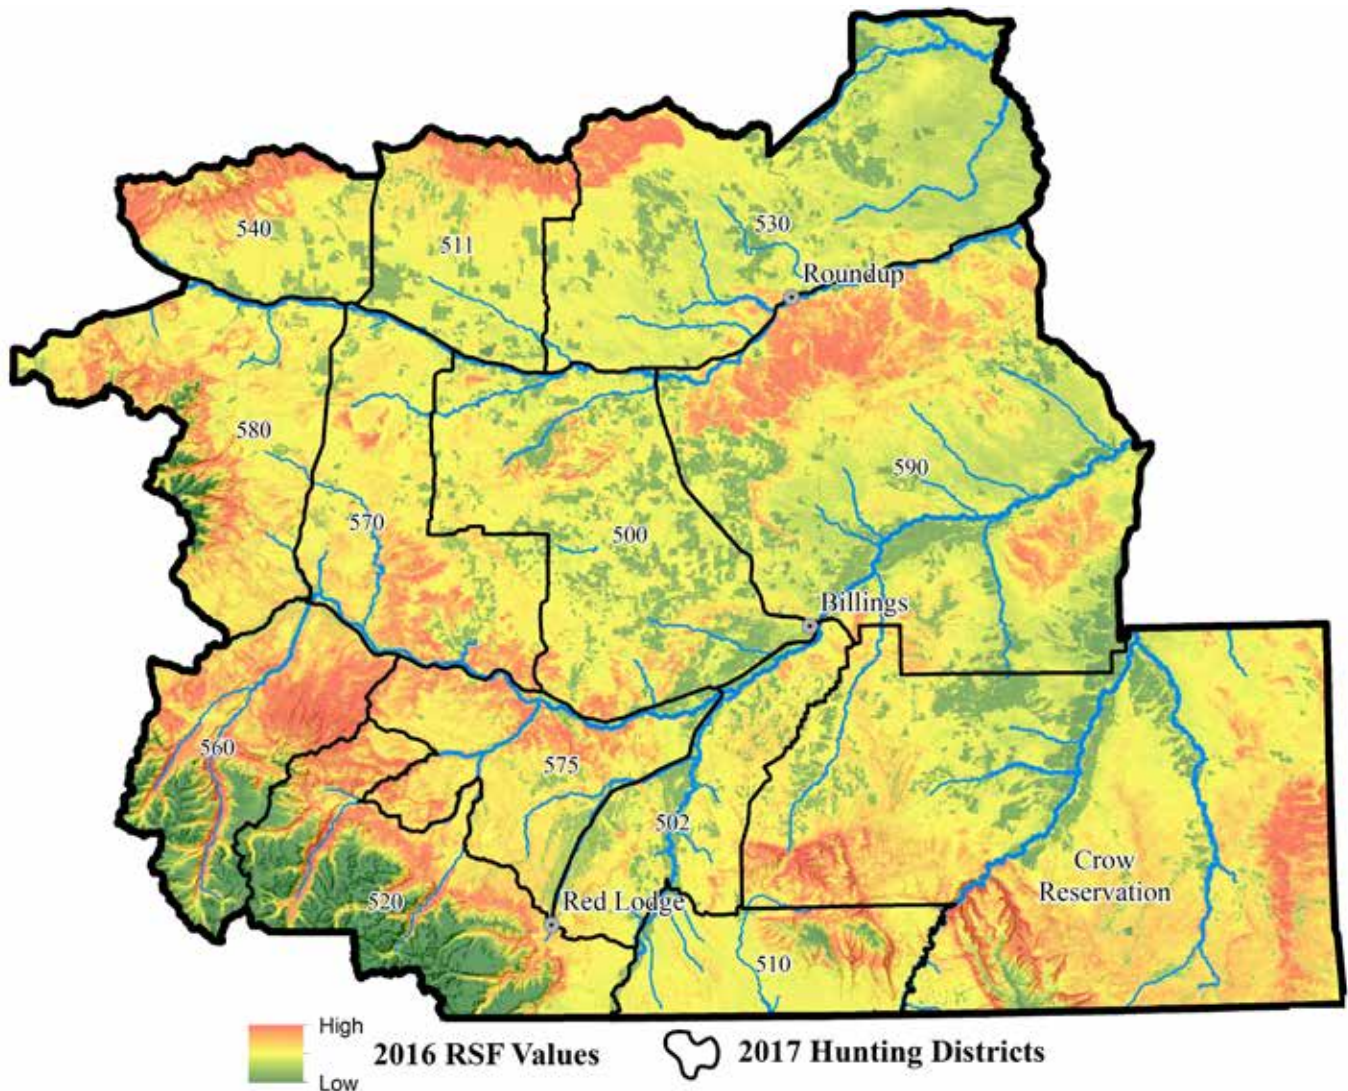 540
511
530
Roundup
580
590
570
500
Billings
560
575
502
Crow
Reservation
520
Red Lodge
510
High
2016 RSF Values
2017 Hunting Districts
Low